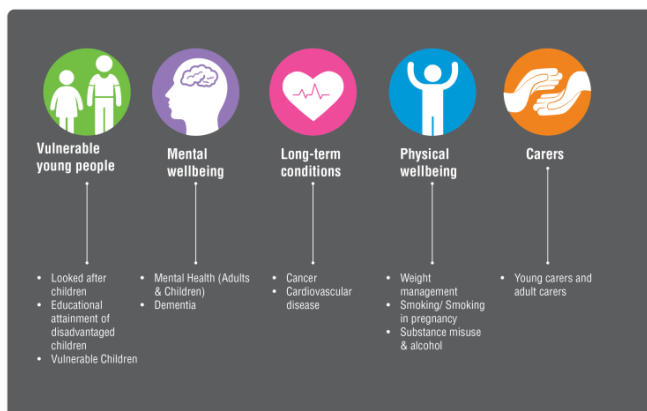 Vulnerable
young people
Mental
wellbeing
Long-term
conditions
Physical
wellbeing
Carers
• Looked after
children
• Educational
attainment of
disadvantaged
children
• Vulnerable Children
• Mental Health (Adults
& Children)
• Dementia
• Cancer
• Cardiovascular
disease
• Weight
management
• Smoking/ Smoking
in pregnancy
• Substance misuse
& alcohol
• Young carers and
adult carers